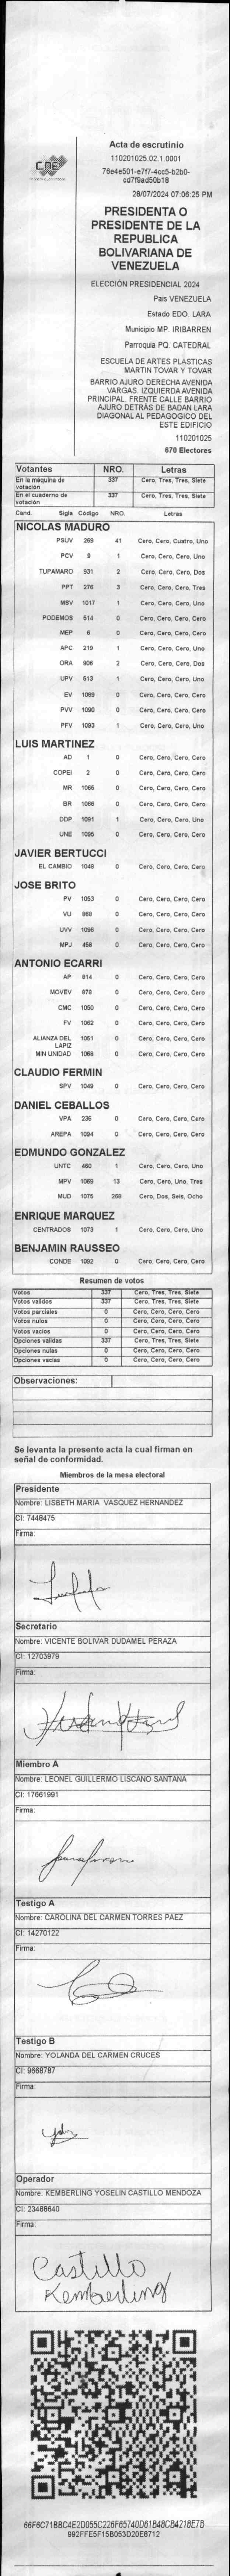 CNE
Acta de escrutinio
110201025.02.1.0001
76e4e501-e7f7-4cc5-b2b0-
cd7f9ad50b18
28/07/2024 07:06:25 PM
PRESIDENTA O
PRESIDENTE DE LA
REPUBLICA
BOLIVARIANA DE
VENEZUELA
ELECCIÓN PRESIDENCIAL 2024
Pais VENEZUELA
Estado EDO. LARA
Municipio MP. IRIBARREN
Parroquia PQ. CATEDRAL
ESCUELA DE ARTES PLÁSTICAS
MARTIN TOVAR Y TOVAR
BARRIO AJURO DERECHA AVENIDA
VARGAS. IZQUIERDA AVENIDA
PRINCIPAL. FRENTE CALLE BARRIO
AJURO DETRÁS DE BADAN LARA
DIAGONAL AL PEDAGOGICO DEL
ESTE EDIFICIO
110201025
670 Electores
Votantes NRO. Letras
En la máquina de votación 337 Cero, Tres, Tres, Siete
En el cuaderno de votación 337 Cero, Tres, Tres, Siete
Cand. Sigla Código NRO. Letras
NICOLAS MADURO
PSUV 269 41 Cero, Cero, Cuatro, Uno
PCV 5 1 Cero, Cero, Cero, Uno
TUPAMARO 931 2 Cero, Cero, Cero, Dos
PPT 276 3 Cero, Cero, Cero, Tres
MSV 1017 1 Cero, Cero, Cero, Uno
PODEMOS 514 0 Cero, Cero, Cero, Cero
MEP 6 0 Cero, Cero, Cero, Cero
APC 219 1 Cero, Cero, Cero, Uno
ORA 906 2 Cero, Cero, Cero, Dos
UPV 513 1 Cero, Cero, Cero, Uno
EV 1089 0 Cero, Cero, Cero, Cero
PVV 1090 0 Cero, Cero, Cero, Cero
PFV 1093 1 Cero, Cero, Cero, Uno
LUIS MARTINEZ
AD 1 0 Cero, Cero, Cero, Cero
COPEI 2 0 Cero, Cero, Cero, Cero
MR 1065 0 Cero, Cero, Cero, Cero
BR 1066 0 Cero, Cero, Cero, Cero
DDP 1091 1 Cero, Cero, Cero, Uno
UNE 1095 0 Cero, Cero, Cero, Cero
JAVIER BERTUCCI
EL CAMBIO 1048 0 Cero, Cero, Cero, Cero
JOSE BRITO
PV 1053 0 Cero, Cero, Cero, Cero
VU 868 0 Cero, Cero, Cero, Cero
UVV 1096 0 Cero, Cero, Cero, Cero
MPJ 458 0 Cero, Cero, Cero, Cero
ANTONIO ECARRI
AP 814 0 Cero, Cero, Cero, Cero
MOVEV 878 0 Cero, Cero, Cero, Cero
CMC 1050 0 Cero, Cero, Cero, Cero
FV 1062 0 Cero, Cero, Cero, Cero
ALIANZA DEL LAPIZ 1051 0 Cero, Cero, Cero, Cero
MIN UNIDAD 1068 0 Cero, Cero, Cero, Cero
CLAUDIO FERMIN
SPV 1049 0 Cero, Cero, Cero, Cero
DANIEL CEBALLOS
VPA 236 0 Cero, Cero, Cero, Cero
AREPA 1094 0 Cero, Cero, Cero, Cero
EDMUNDO GONZALEZ
UNTC 460 1 Cero, Cero, Cero, Uno
MPV 1069 13 Cero, Cero, Uno, Tres
MUD 1075 268 Cero, Dos, Seis, Ocho
ENRIQUE MARQUEZ
CENTRADOS 1073 1 Cero, Cero, Cero, Uno
BENJAMIN RAUSSEO
CONDE 1092 0 Cero, Cero, Cero, Cero
Resumen de votos
Votos 337 Cero, Tres, Tres, Siete
Votos validos 337 Cero, Tres, Tres, Siete
Votos parciales 0 Cero, Cero, Cero, Cero
Votos nulos 0 Cero, Cero, Cero, Cero
Votos vacios 0 Cero, Cero, Cero, Cero
Opciones validas 337 Cero, Tres, Tres, Siete
Opciones nulas 0 Cero, Cero, Cero, Cero
Opciones vacias 0 Cero, Cero, Cero, Cero
Observaciones:
Se levanta la presente acta la cual firman en
señal de conformidad.
Miembros de la mesa electoral
Presidente
Nombre: LISBETH MARIA VASQUEZ HERNANDEZ
CI: 7448475
Firma:
Secretario
Nombre: VICENTE BOLIVAR DUDAMEL PERAZA
CI: 12703979
Firma:
Miembro A
Nombre: LEONEL GUILLERMO LISCANO SANTANA
CI: 17661991
Firma:
Testigo A
Nombre: CAROLINA DEL CARMEN TORRES PAEZ
CI: 14270122
Firma:
Testigo B
Nombre: YOLANDA DEL CARMEN CRUCES
CI: 9668787
Firma:
Operador
Nombre: KEMBERLING YOSELIN CASTILLO MENDOZA
CI: 23488640
Firma:
Castillo
Kemberling
66F6C71BBC4E2D055C226F65740D61B48CB4218E7B
992FFE5F15B053D20E8712